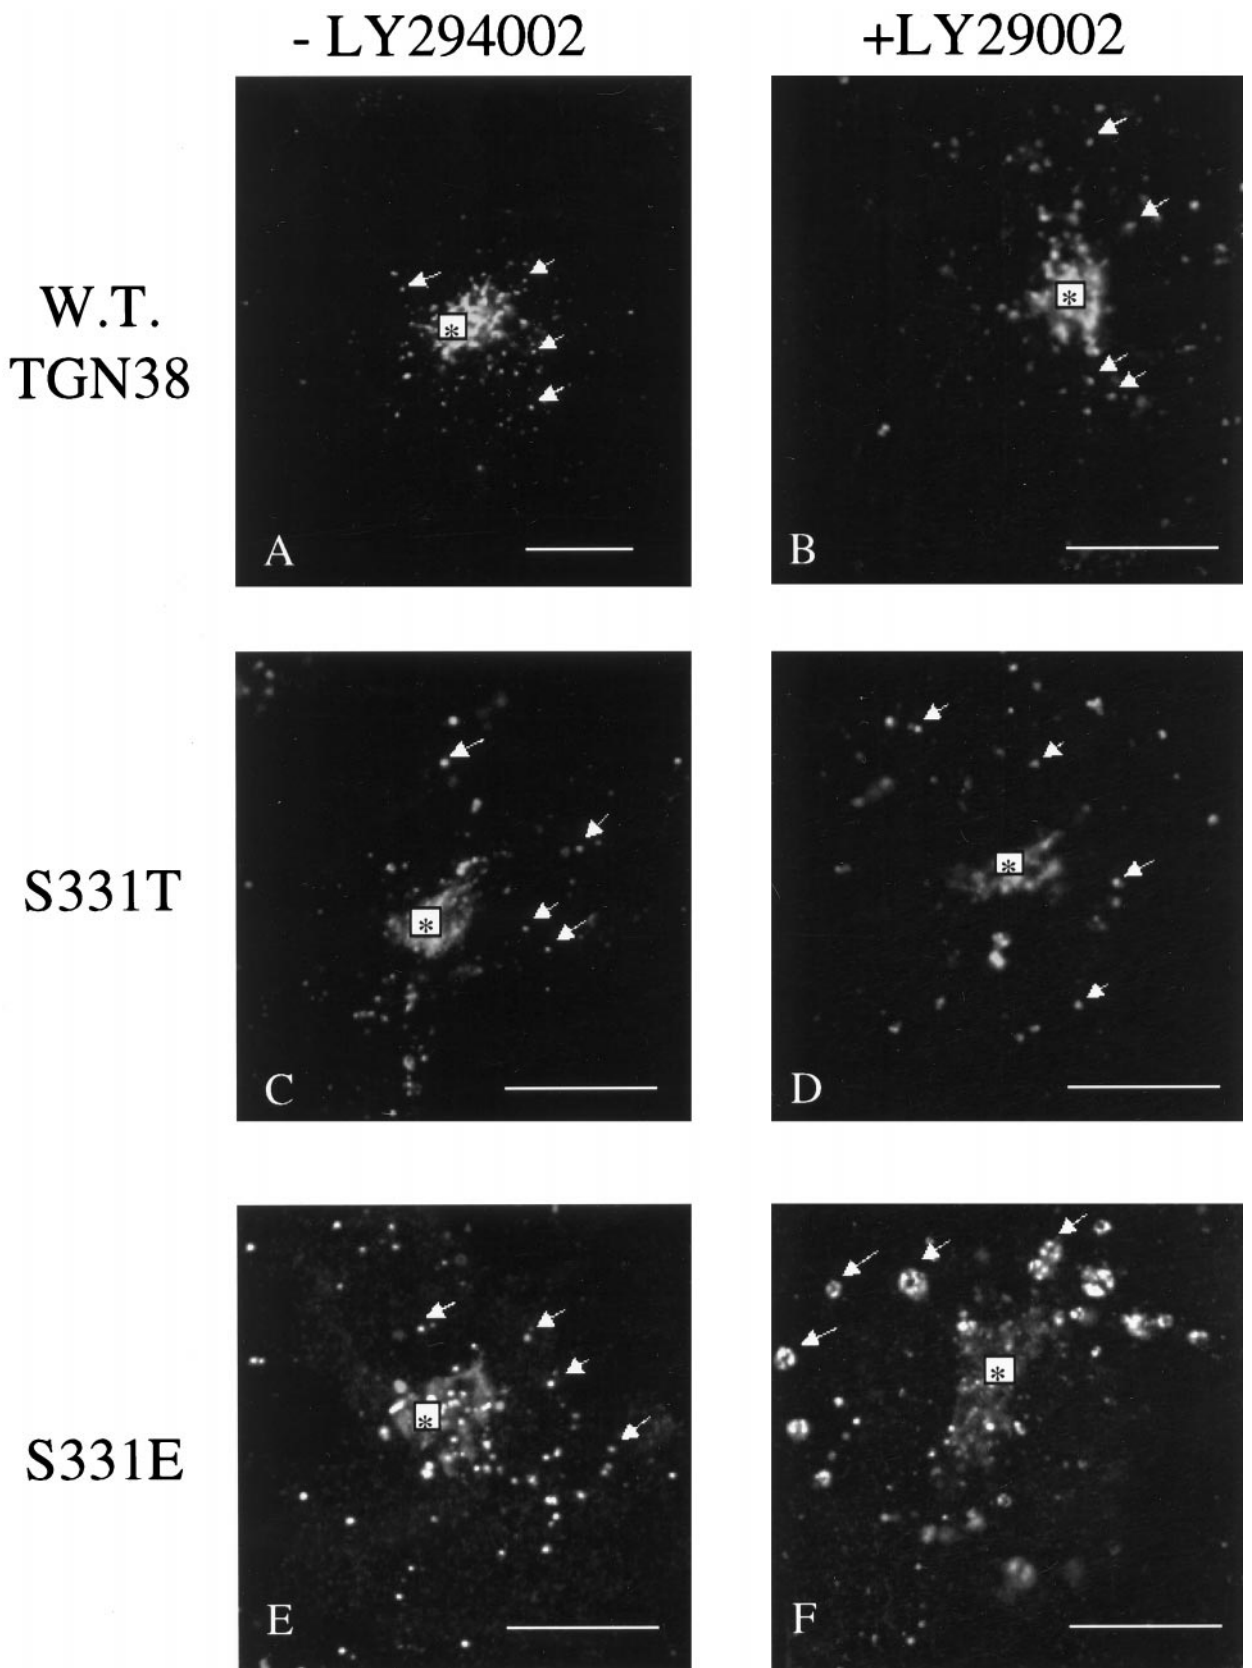 - LY294002 +LY29002
W.T.
TGN38
*
*
A
B
S331T
*
*
C
D
S331E
*
*
E
F